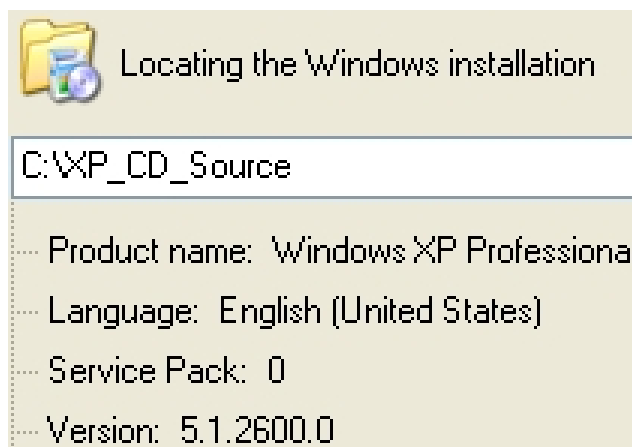 Locating the Windows installation
C:\XP_CD_Source
Product name: Windows XP Professiona
Language: English (United States)
Service Pack: 0
Version: 5.1.2600.0